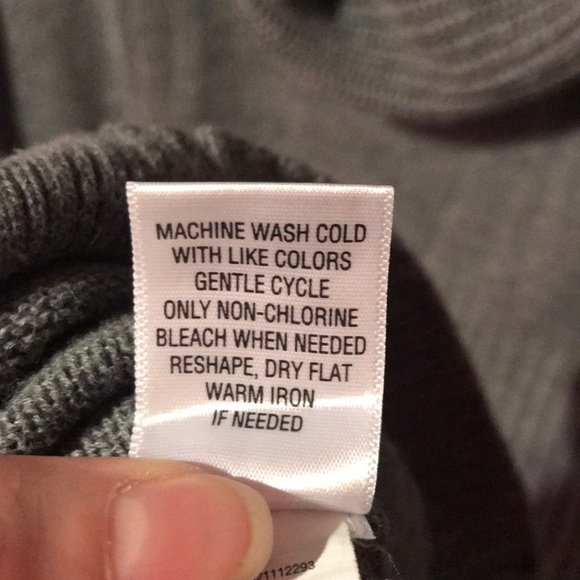 MACHINE WASH COLD
WITH LIKE COLORS
GENTLE CYCLE
ONLY NON-CHLORINE
BLEACH WHEN NEEDED
RESHAPE, DRY FLAT
WARM IRON
IF NEEDED